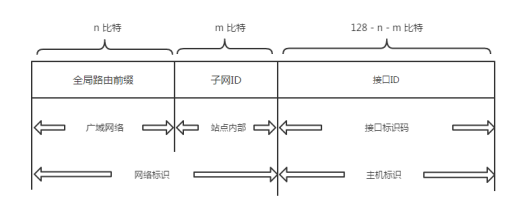 n 比特 m 比特 128 - n - m 比特
全局路由前缀 子网ID 接口ID
广域网络 站点内部 接口标识码
网络标识 主机标识